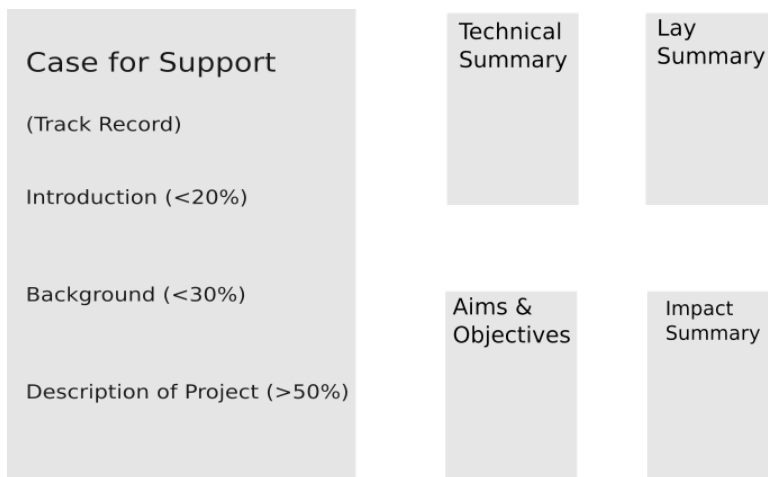 Case for Support
(Track Record)
Introduction (<20%)
Background (<30%)
Description of Project (>50%)
Technical
Summary
Lay
Summary
Aims &
Objectives
Impact
Summary